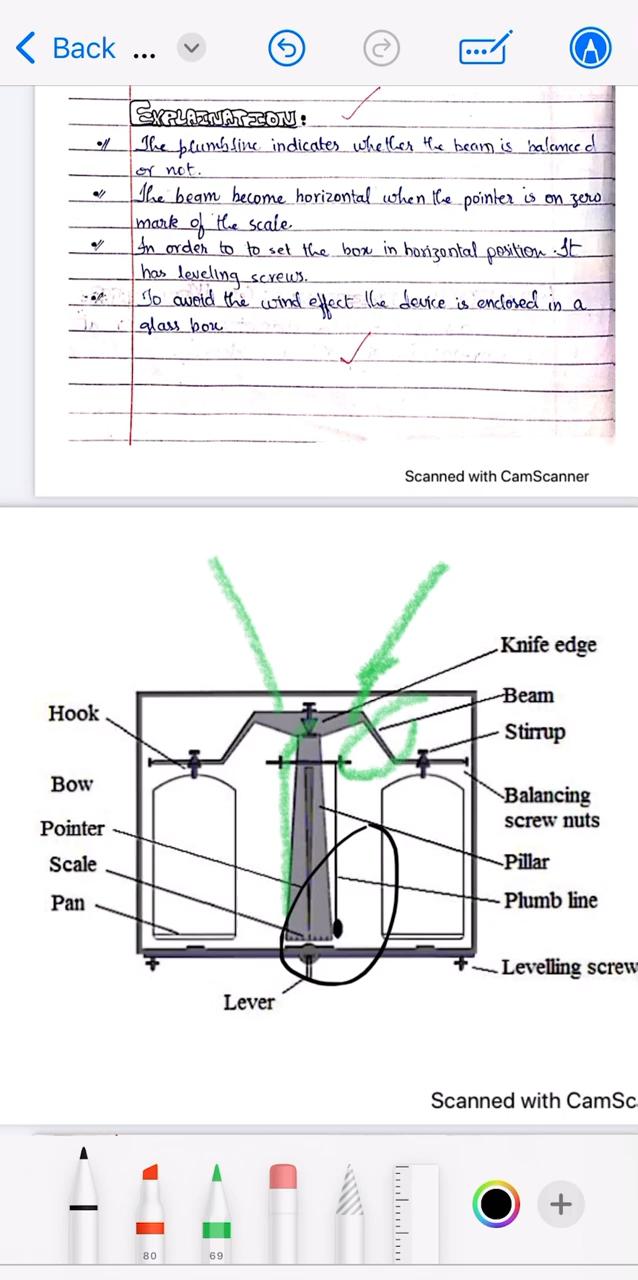 Back ...
EXPLAINATION:
The plumbline indicates whether the beam is balanced
or not.
The beam become horizontal when the pointer is on zero
mark of the scale.
In order to to set the box in horizontal position. It
has leveling screws.
To avoid the wind effect the device is enclosed in a
glass box
Scanned with CamScanner
Knife edge
Beam
Hook
Stirrup
Bow
Balancing
screw nuts
Pointer
Scale
Pillar
Pan
Plumb line
Levelling screw
Lever
Scanned with CamSc
80
69